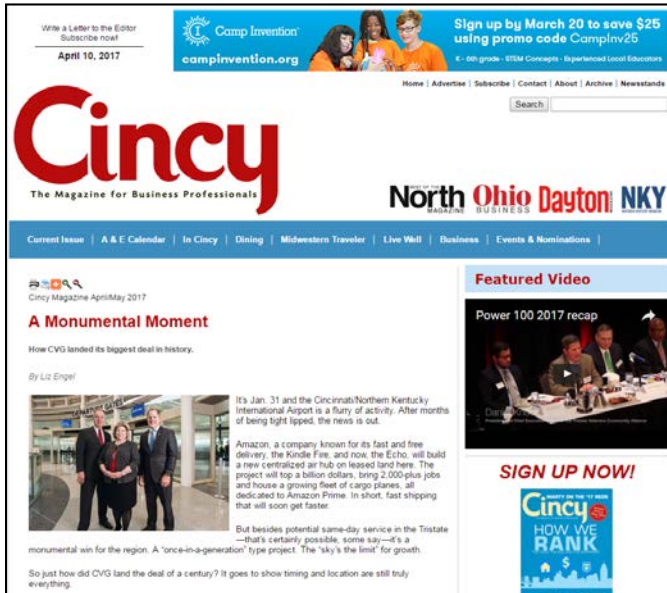 Write a Letter to the Editor
Subscribe now!
April 10, 2017
Camp Invention
campinvention.org
Sign up by March 20 to save $25
using promo code CampInv25
K - 6th grade · STEM Concepts · Experienced Local Educators
Home | Advertise | Subscribe | Contact | About | Archive | Newsstands
Search
Cincy
The Magazine for Business Professionals
North
MAGAZINE
Ohio
BUSINESS
Dayton
NKY
Current Issue | A & E Calendar | In Cincy | Dining | Midwestern Traveler | Live Well | Business | Events & Nominations |
Cincy Magazine April/May 2017
A Monumental Moment
How CVG landed its biggest deal in history.
By Liz Engel
DEPARTURE GATES
It's Jan. 31 and the Cincinnati/Northern Kentucky
International Airport is a flurry of activity. After months
of being tight lipped, the news is out.
Amazon, a company known for its fast and free
delivery, the Kindle Fire, and now, the Echo, will build
a new centralized air hub on leased land here. The
project will top a billion dollars, bring 2,000-plus jobs
and house a growing fleet of cargo planes, all
dedicated to Amazon Prime. In short, fast shipping
that will soon get faster.
But besides potential same-day service in the Tristate
—that's certainly possible, some say—it's a
monumental win for the region. A "once-in-a-generation" type project. The "sky's the limit" for growth.
So just how did CVG land the deal of a century? It goes to show timing and location are still truly
everything.
Featured Video
Power 100 2017 recap
SIGN UP NOW!
Cincy
HOW WE
RANK